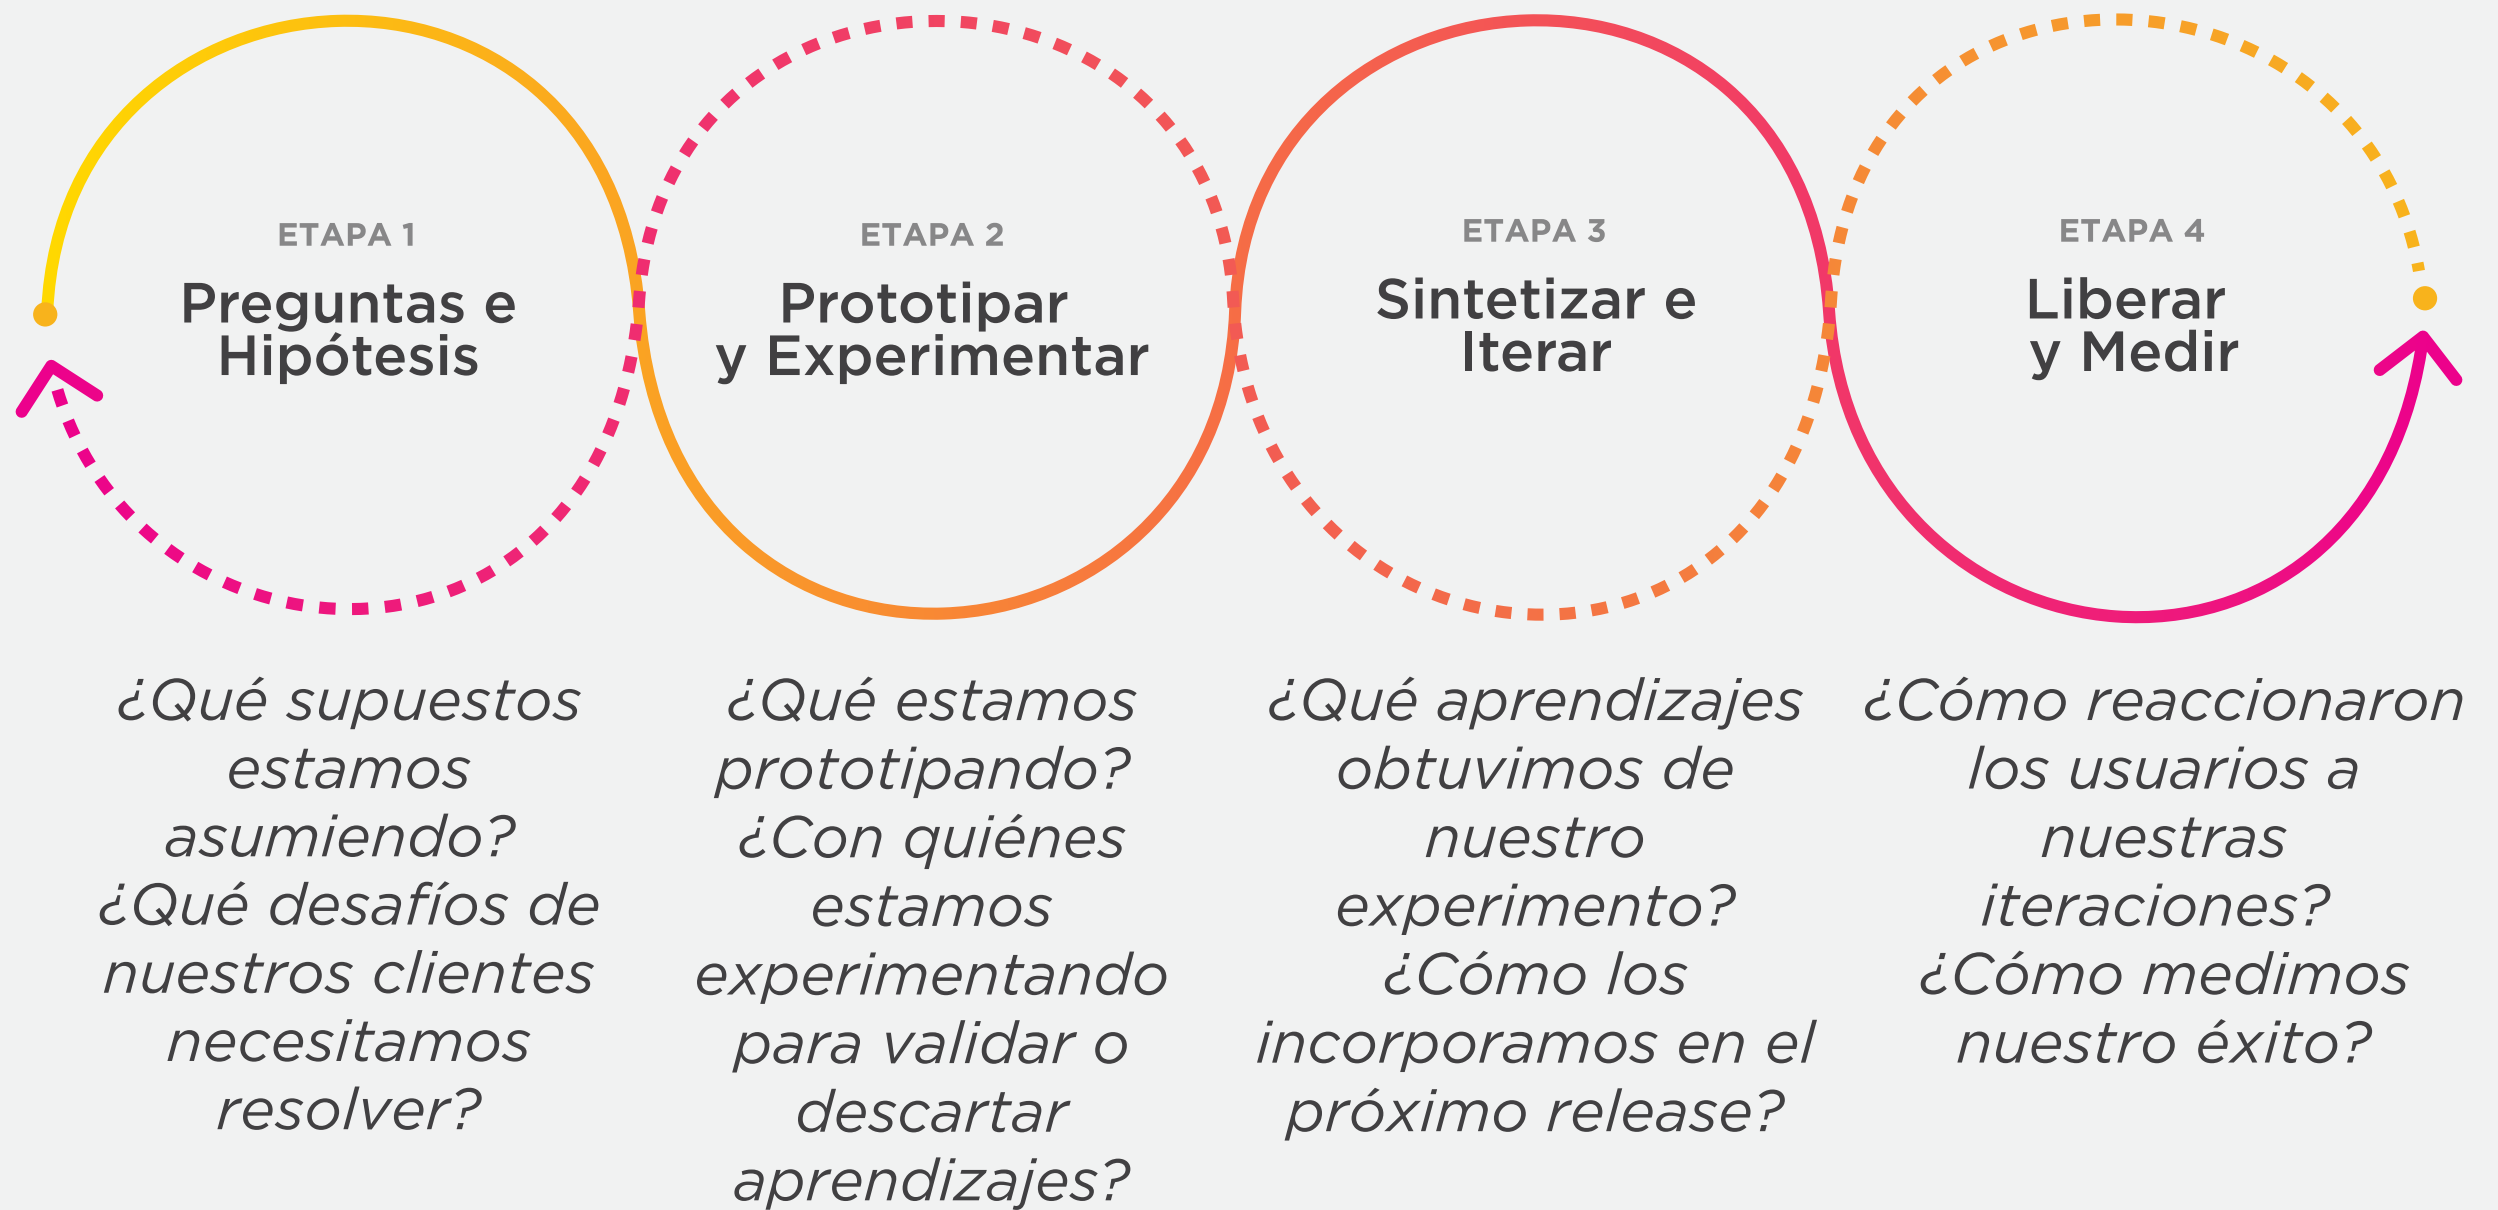 ETAPA 1
Preguntas e
Hipótesis
¿Qué supuestos
estamos
asumiendo?
¿Qué desafíos de
nuestros clientes
necesitamos
resolver?
ETAPA 2
Prototipar
y Experimentar
¿Qué estamos
prototipando?
¿Con quiénes
estamos
experimentando
para validar o
descartar
aprendizajes?
ETAPA 3
Sintetizar e
Iterar
¿Qué aprendizajes
obtuvimos de
nuestro
experimento?
¿Cómo los
incorporamos en el
próximo release?
ETAPA 4
Liberar
y Medir
¿Cómo reaccionaron
los usuarios a
nuestras
iteraciones?
¿Cómo medimos
nuestro éxito?